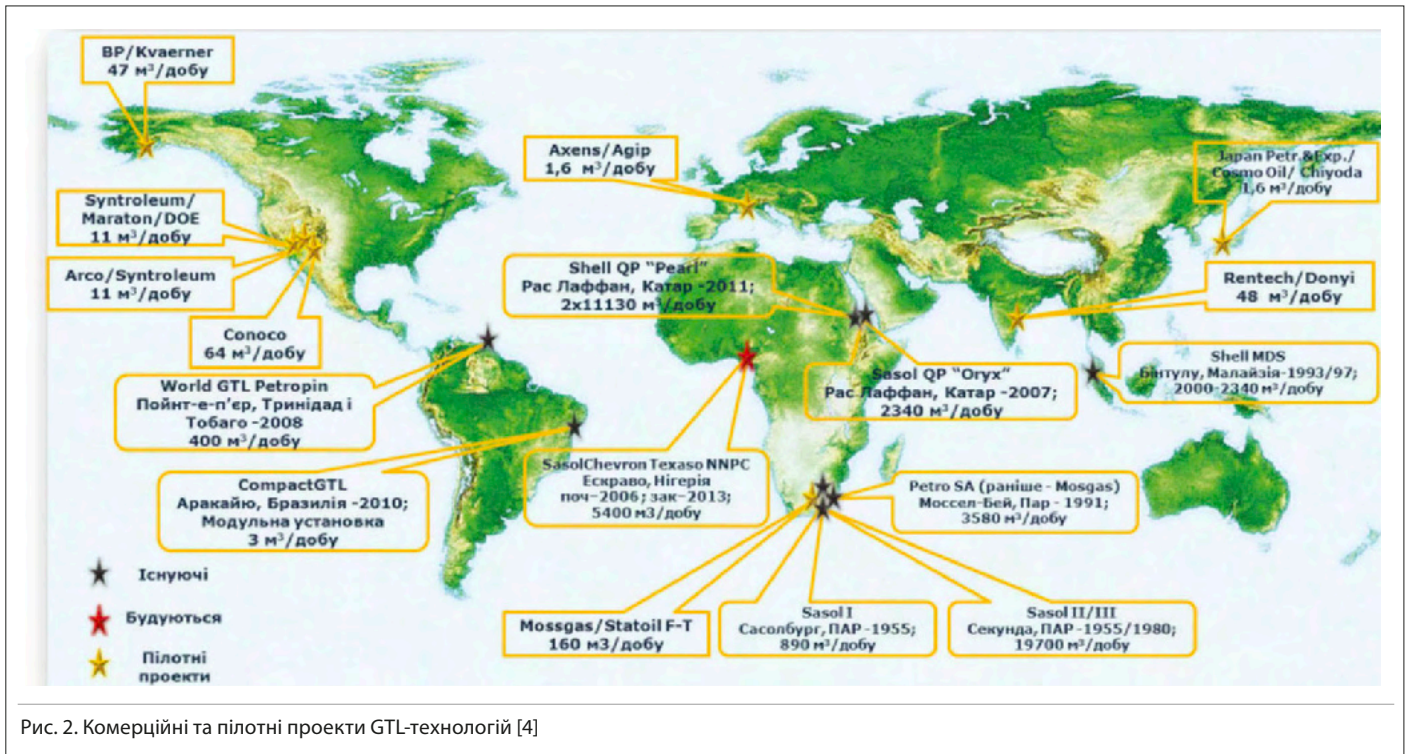 BP/Kvaerner
47 м³/добу
Axens/Agip
1,6 м³/добу
Japan Petr.&Exp./
Cosmo Oil/ Chiyoda
1,6 м³/добу
Syntroleum/
Maraton/DOE
11 м³/добу
Arco/Syntroleum
11 м³/добу
Conoco
64 м³/добу
Shell QP “Pearl”
Рас Лаффан, Катар -2011;
2х11130 м³/добу
Rentech/Donyi
48 м³/добу
World GTL Petropin
Пойнт-е-п’єр, Тринідад і
Тобаго -2008
400 м³/добу
Sasol QP “Oryx”
Рас Лаффан, Катар -2007;
2340 м³/добу
Shell MDS
Бінтулу, Малайзія-1993/97;
2000-2340 м³/добу
CompactGTL
Аракайю, Бразилія -2010;
Модульна установка
3 м³/добу
SasolChevron Texaso NNPC
Ескраво, Нігерія
поч-2006; зак-2013;
5400 м3/добу
Petro SA (раніше - Mosgas)
Моссел-Бей, Пар - 1991;
3580 м³/добу
Mossgas/Statoil F-T
160 м3/добу
Sasol I
Сасолбург, ПАР -1955;
890 м³/добу
Sasol II/III
Секунда, ПАР -1955/1980;
19700 м³/добу
Існуючі
Будуються
Пілотні
проекти
Рис. 2. Комерційні та пілотні проекти GTL-технологій [4]